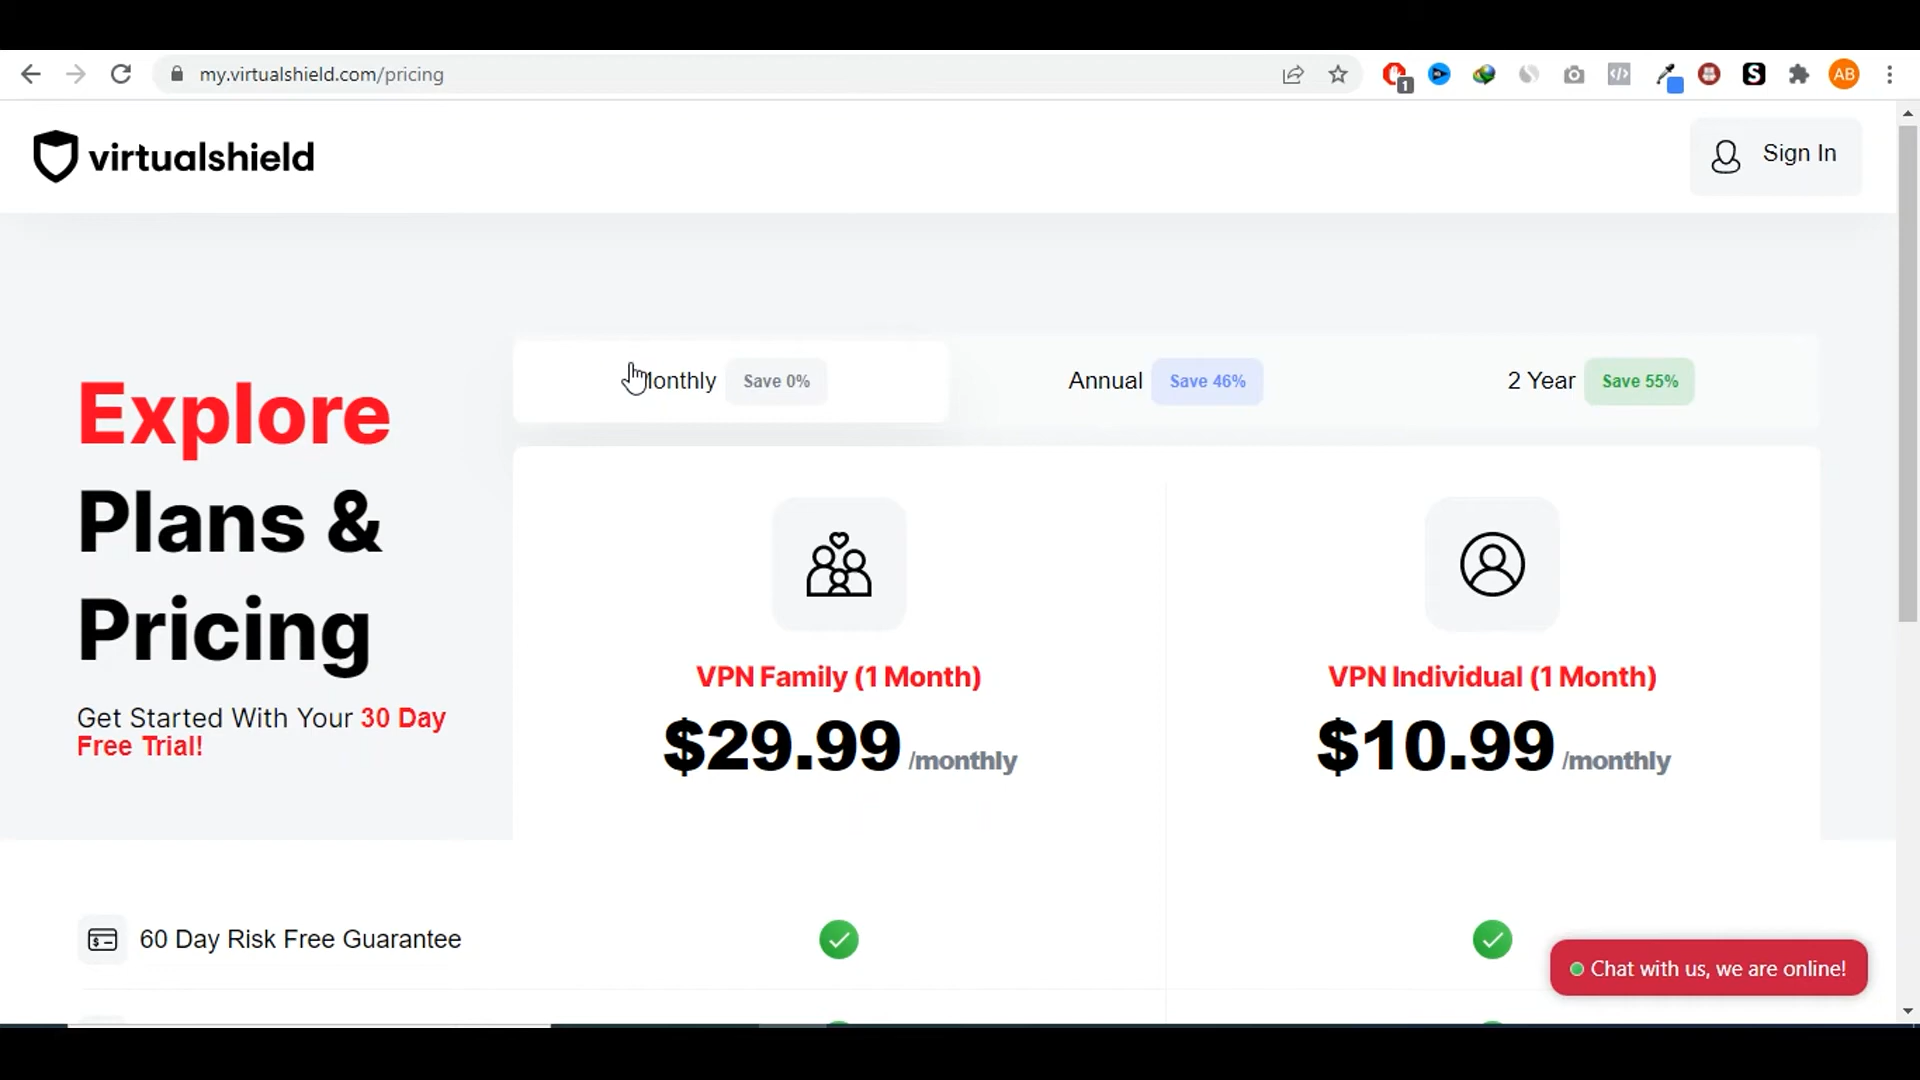 my.virtualshield.com/pricing
1
S
AB
virtualshield
Sign In
Explore
Plans &
Pricing
Get Started With Your 30 Day
Free Trial!
Monthly Save 0%
Annual Save 46%
2 Year Save 55%
VPN Family (1 Month)
$29.99 /monthly
VPN Individual (1 Month)
$10.99 /monthly
60 Day Risk Free Guarantee
Chat with us, we are online!